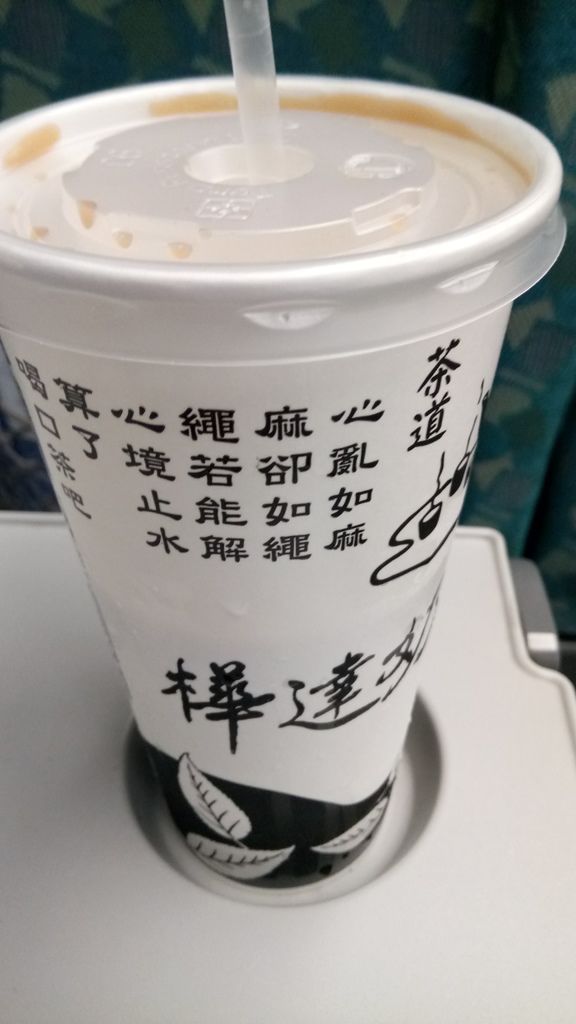 茶道
心亂如麻
麻卻如繩
繩若能解
心境止水
算了
喝口茶吧
樺達奶